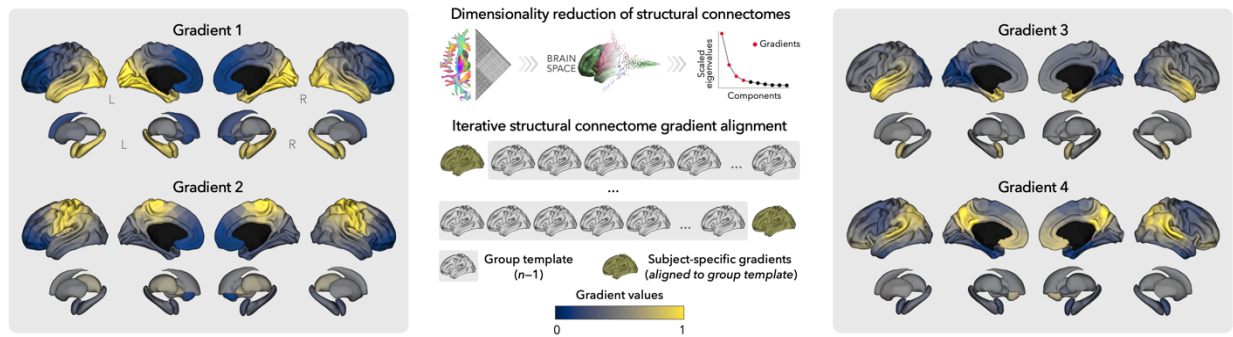 Gradient 1
L
R
L
R
Gradient 2
Dimensionality reduction of structural connectomes
BRAIN
SPACE
Scaled
eigenvalues
Gradients
Components
Iterative structural connectome gradient alignment
...
...
...
Group template
(n−1)
Subject-specific gradients
(aligned to group template)
Gradient values
0
1
Gradient 3
Gradient 4